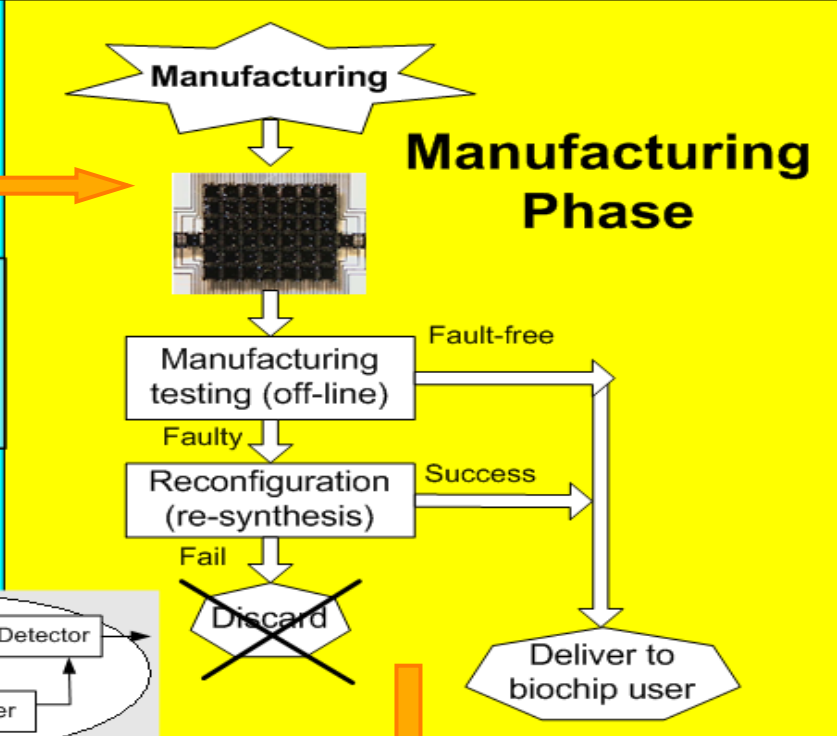 Manufacturing
Manufacturing
Phase
Fault-free
Manufacturing
testing (off-line)
Faulty
Reconfiguration
(re-synthesis)
Success
Fail
Discard
Detector
Deliver to
biochip user
er